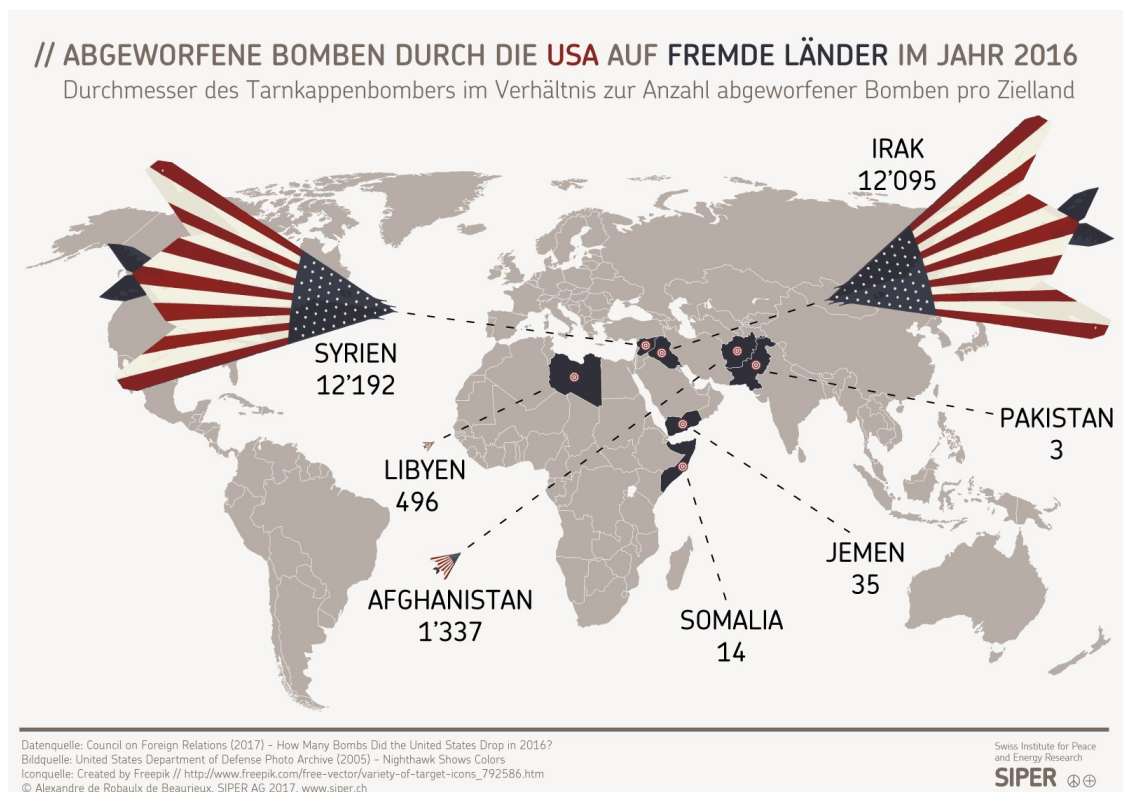 // ABGEWORFENE BOMBEN DURCH DIE USA AUF FREMDE LÄNDER IM JAHR 2016
Durchmesser des Tarnkappenbombers im Verhältnis zur Anzahl abgeworfener Bomben pro Zielland
IRAK
12'095
SYRIEN
12'192
PAKISTAN
3
LIBYEN
496
JEMEN
35
AFGHANISTAN
1'337
SOMALIA
14
Datenquelle: Council on Foreign Relations (2017) - How Many Bombs Did the United States Drop in 2016?
Bildquelle: United States Department of Defense Photo Archive (2005) - Nighthawk Shows Colors
Iconquelle: Created by Freepik // http://www.freepik.com/free-vector/variety-of-target-icons_792586.htm
© Alexandre de Robaulx de Beaurieux, SIPER AG 2017, www.siper.ch
Swiss Institute for Peace
and Energy Research
SIPER